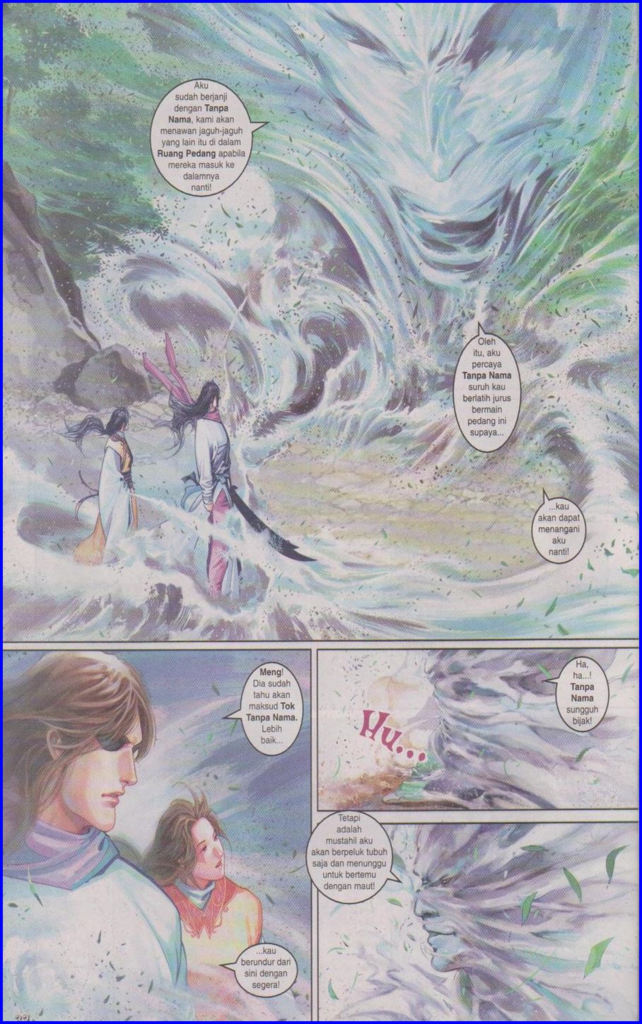 Aku
sudah berjanji
dengan Tanpa
Nama, kami akan
menawan jaguh-jaguh
yang lain itu di dalam
Ruang Pedang apabila
mereka masuk ke
dalamnya
nanti!
Oleh
itu, aku
percaya
Tanpa Nama
suruh kau
berlatih jurus
bermain
pedang ini
supaya...
...kau
akan dapat
menangani
aku
nanti!
Meng!
Dia sudah
tahu akan
maksud Tok
Tanpa Nama.
Lebih
baik...
...kau
berundur dari
sini dengan
segera!
Ha,
ha...!
Tanpa
Nama
sungguh
bijak!
Hu...
Tetapi
adalah
mustahil aku
akan berpeluk tubuh
saja dan menunggu
untuk bertemu
dengan maut!